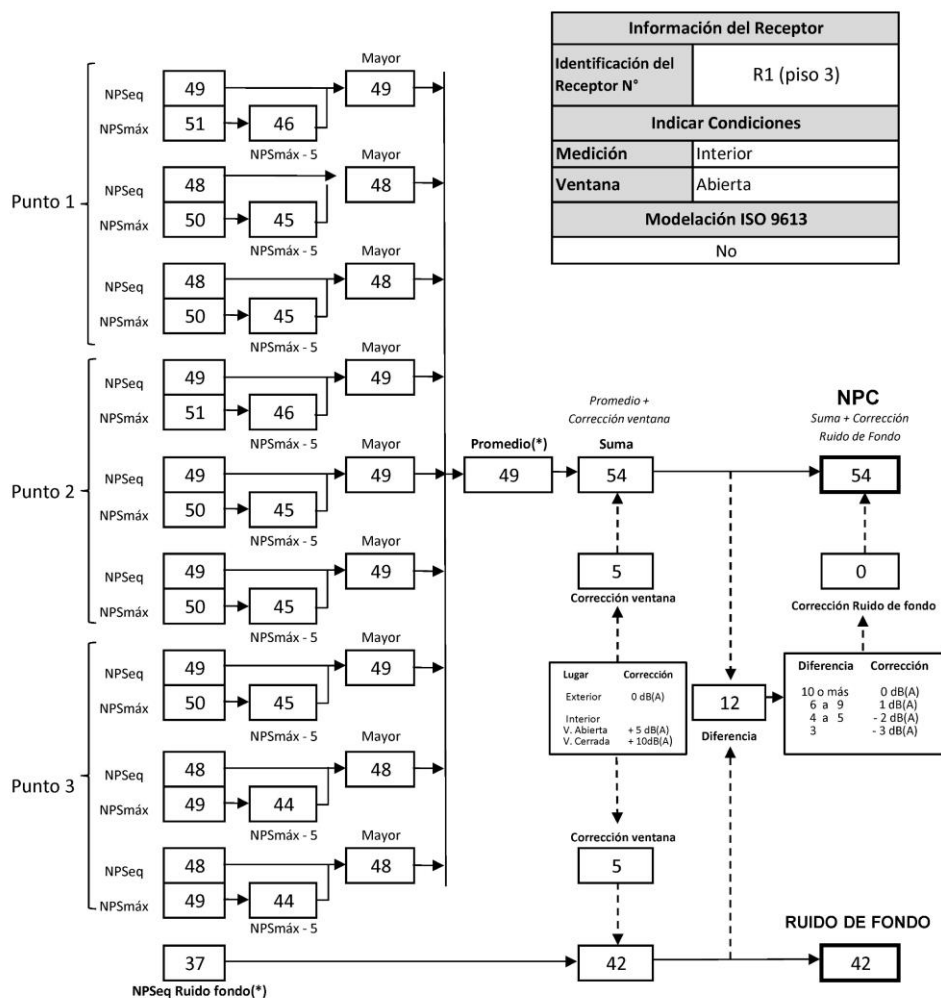 Información del Receptor
Identificación del Receptor N°
R1 (piso 3)
Indicar Condiciones
Medición Interior
Ventana Abierta
Modelación ISO 9613
No
Punto 1
Mayor
NPSeq 49 49
NPSmáx 51 46
NPSmáx - 5
Mayor
NPSeq 48 48
NPSmáx 50 45
NPSmáx - 5
Mayor
NPSeq 48 48
NPSmáx 50 45
NPSmáx - 5
Punto 2
Mayor
NPSeq 49 49
NPSmáx 51 46
NPSmáx - 5
Mayor
NPSeq 49 49
NPSmáx 50 45
NPSmáx - 5
Mayor
NPSeq 49 49
NPSmáx 50 45
NPSmáx - 5
Punto 3
Mayor
NPSeq 49 49
NPSmáx 50 45
NPSmáx - 5
Mayor
NPSeq 48 48
NPSmáx 49 44
NPSmáx - 5
Mayor
NPSeq 48 48
NPSmáx 49 44
NPSmáx - 5
37
NPSeq Ruido fondo(*)
Promedio(*)
49
Promedio +
Corrección ventana
Suma
54
5
Corrección ventana
Lugar Corrección
Exterior 0 dB(A)
Interior
V. Abierta + 5 dB(A)
V. Cerrada + 10dB(A)
Corrección ventana
5
42
12
Diferencia
NPC
Suma + Corrección
Ruido de Fondo
54
0
Corrección Ruido de fondo
Diferencia Corrección
10 o más 0 dB(A)
6 a 9 1 dB(A)
4 a 5 - 2 dB(A)
3 - 3 dB(A)
RUIDO DE FONDO
42